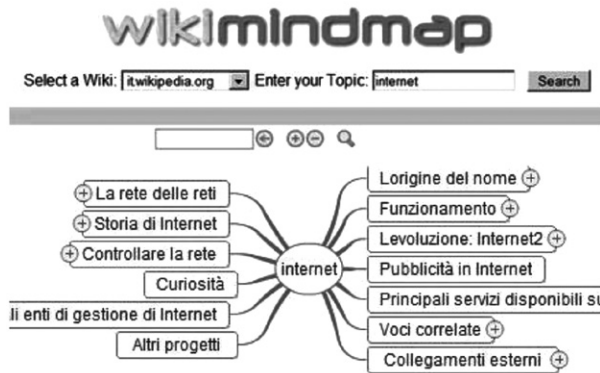 wikimindmap
Select a Wiki: it.wikipedia.org Enter your Topic: internet Search
La rete delle reti
Storia di Internet
Controllare la rete
Curiosità
enti di gestione di Internet
Altri progetti
internet
Lorigine del nome
Funzionamento
Levoluzione: Internet2
Pubblicità in Internet
Principali servizi disponibili
Voci correlate
Collegamenti esterni